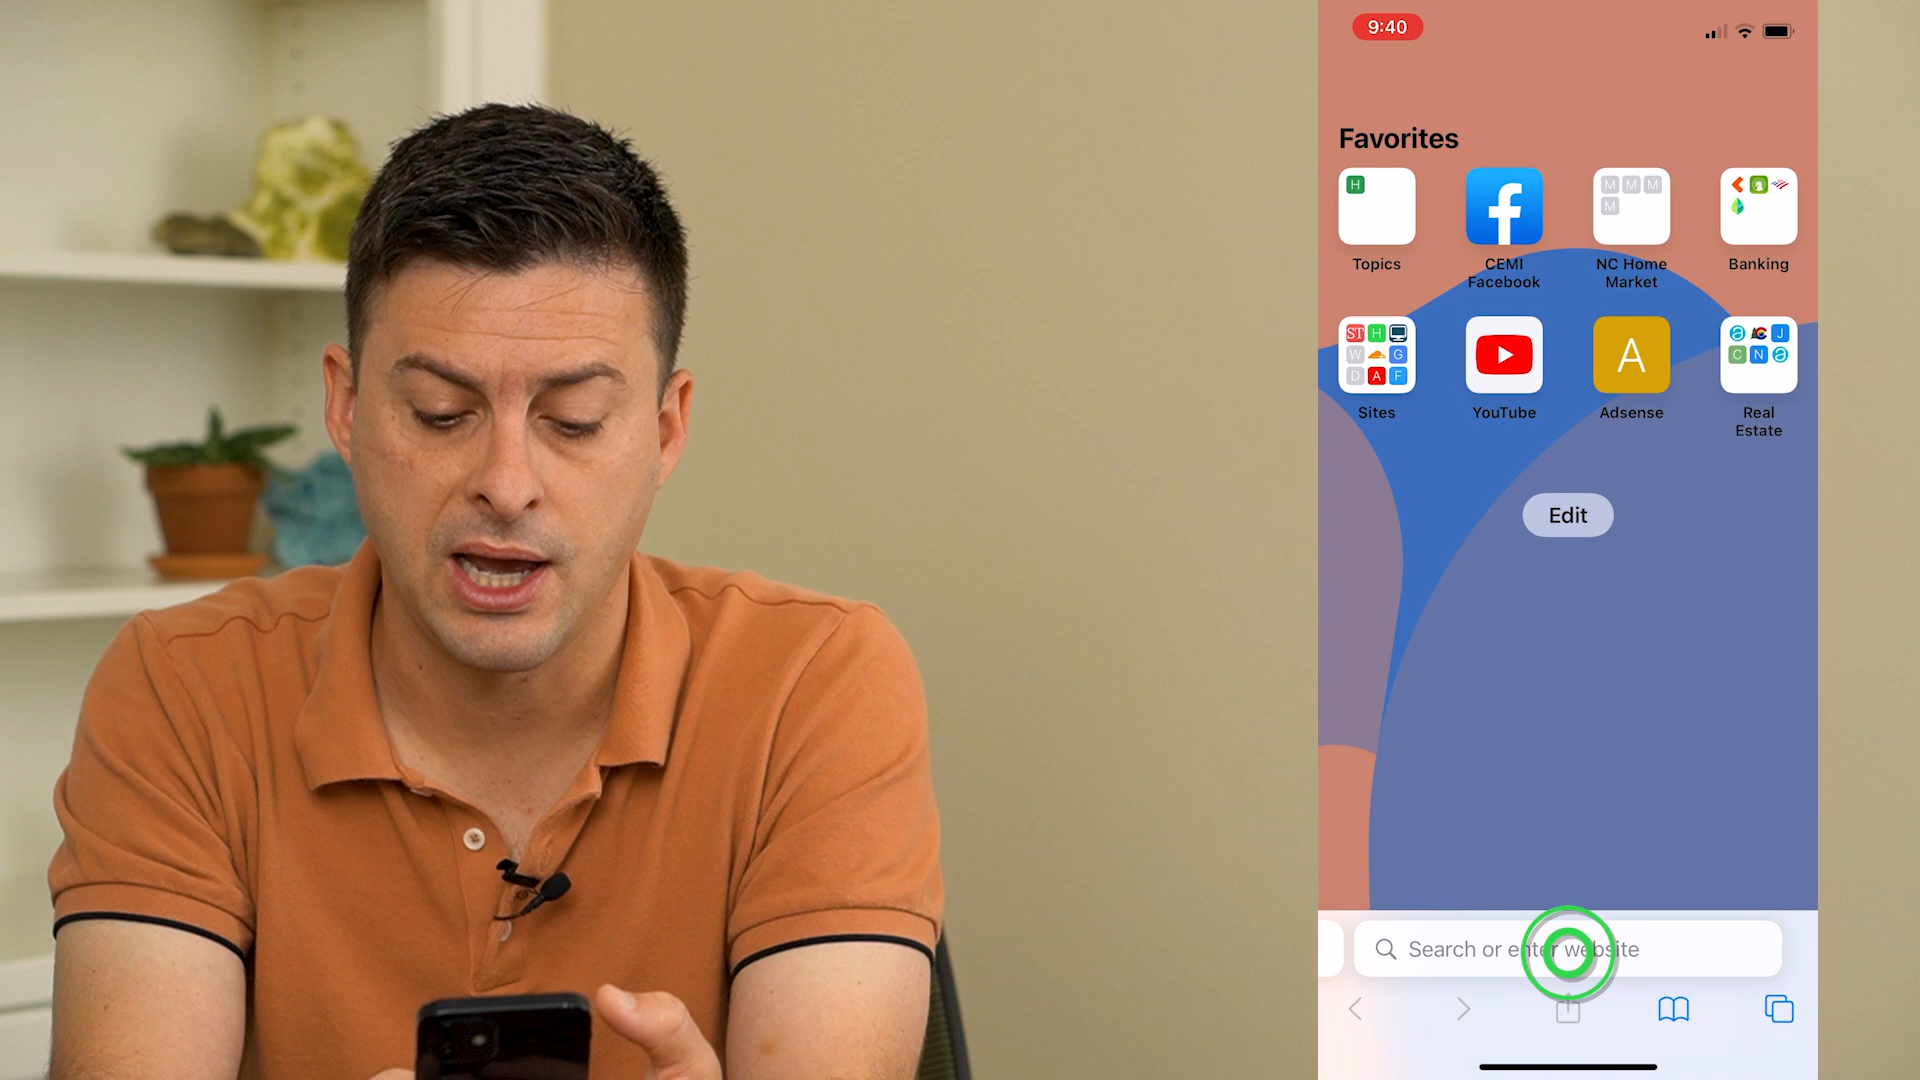 9:40
Favorites
H
M M M
M
Topics
CEMI
Facebook
NC Home
Market
Banking
ST H
W G
D A F
A
J
C N
Sites
YouTube
Adsense
Real
Estate
Edit
Search or enter website